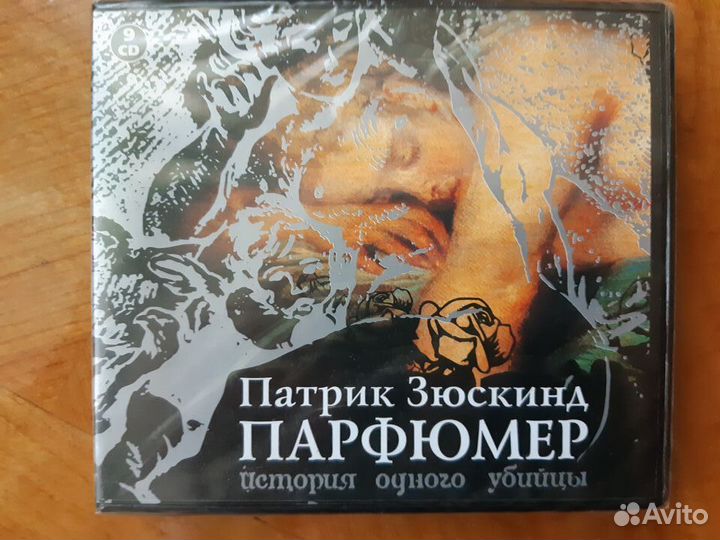 9
CD
Патрик Зюскинд
ПАРФЮМЕР
история одного убийцы
Avito